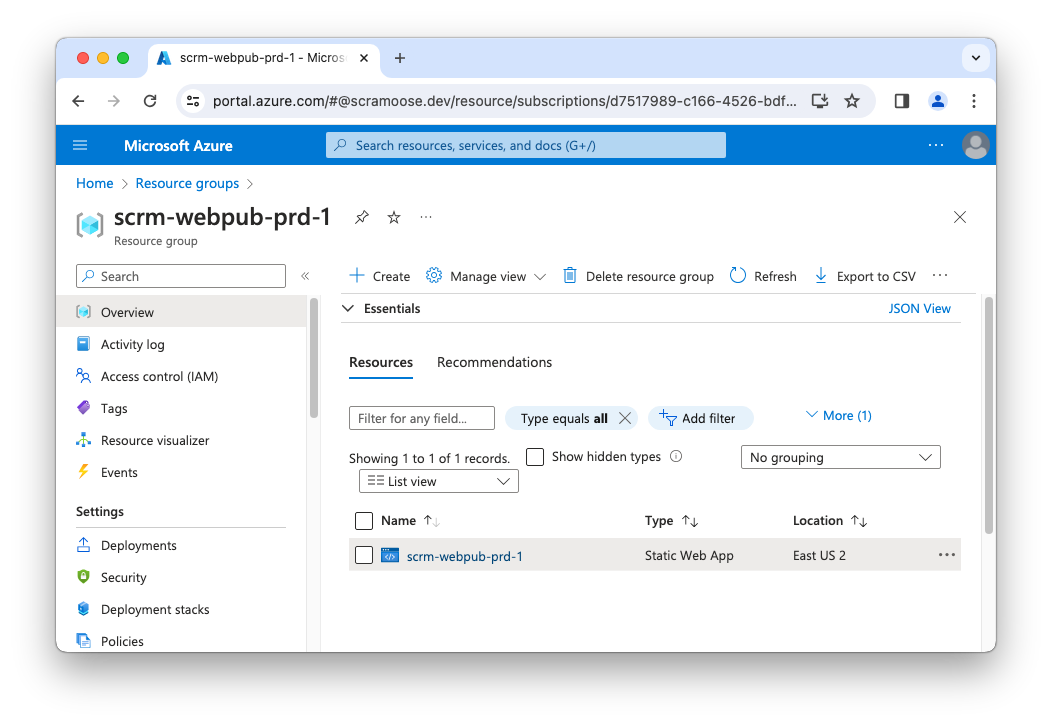 scrm-webpub-prd-1 - Micros
portal.azure.com/#@scramoose.dev/resource/subscriptions/d7517989-c166-4526-bdf...
Microsoft Azure
Search resources, services, and docs (G+/)
Home > Resource groups >
scrm-webpub-prd-1
Resource group
Search
Create Manage view Delete resource group Refresh Export to CSV
Overview
Activity log
Access control (IAM)
Tags
Resource visualizer
Events
Settings
Deployments
Security
Deployment stacks
Policies
Essentials JSON View
Resources Recommendations
Filter for any field... Type equals all Add filter More (1)
Showing 1 to 1 of 1 records. Show hidden types No grouping
List view
Name Type Location
scrm-webpub-prd-1 Static Web App East US 2